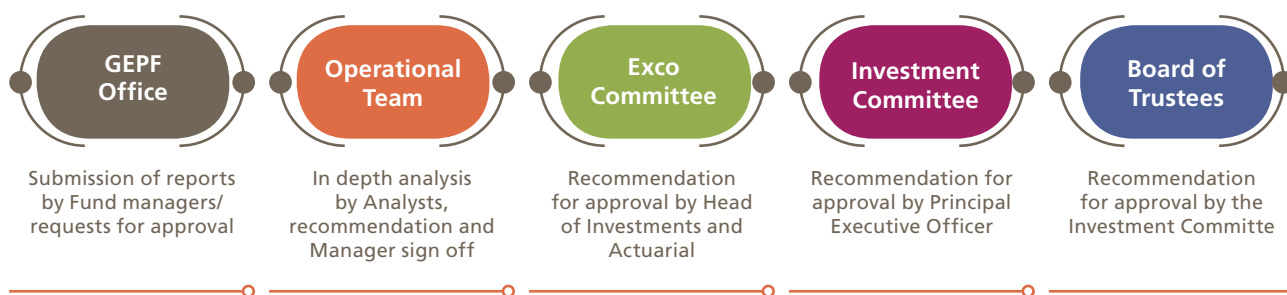 GEPF
Office
Submission of reports
by Fund managers/
requests for approval
Operational
Team
In depth analysis
by Analysts,
recommendation and
Manager sign off
Exco
Committee
Recommendation
for approval by Head
of Investments and
Actuarial
Investment
Committee
Recommendation for
approval by Principal
Executive Officer
Board of
Trustees
Recommendation
for approval by the
Investment Committe